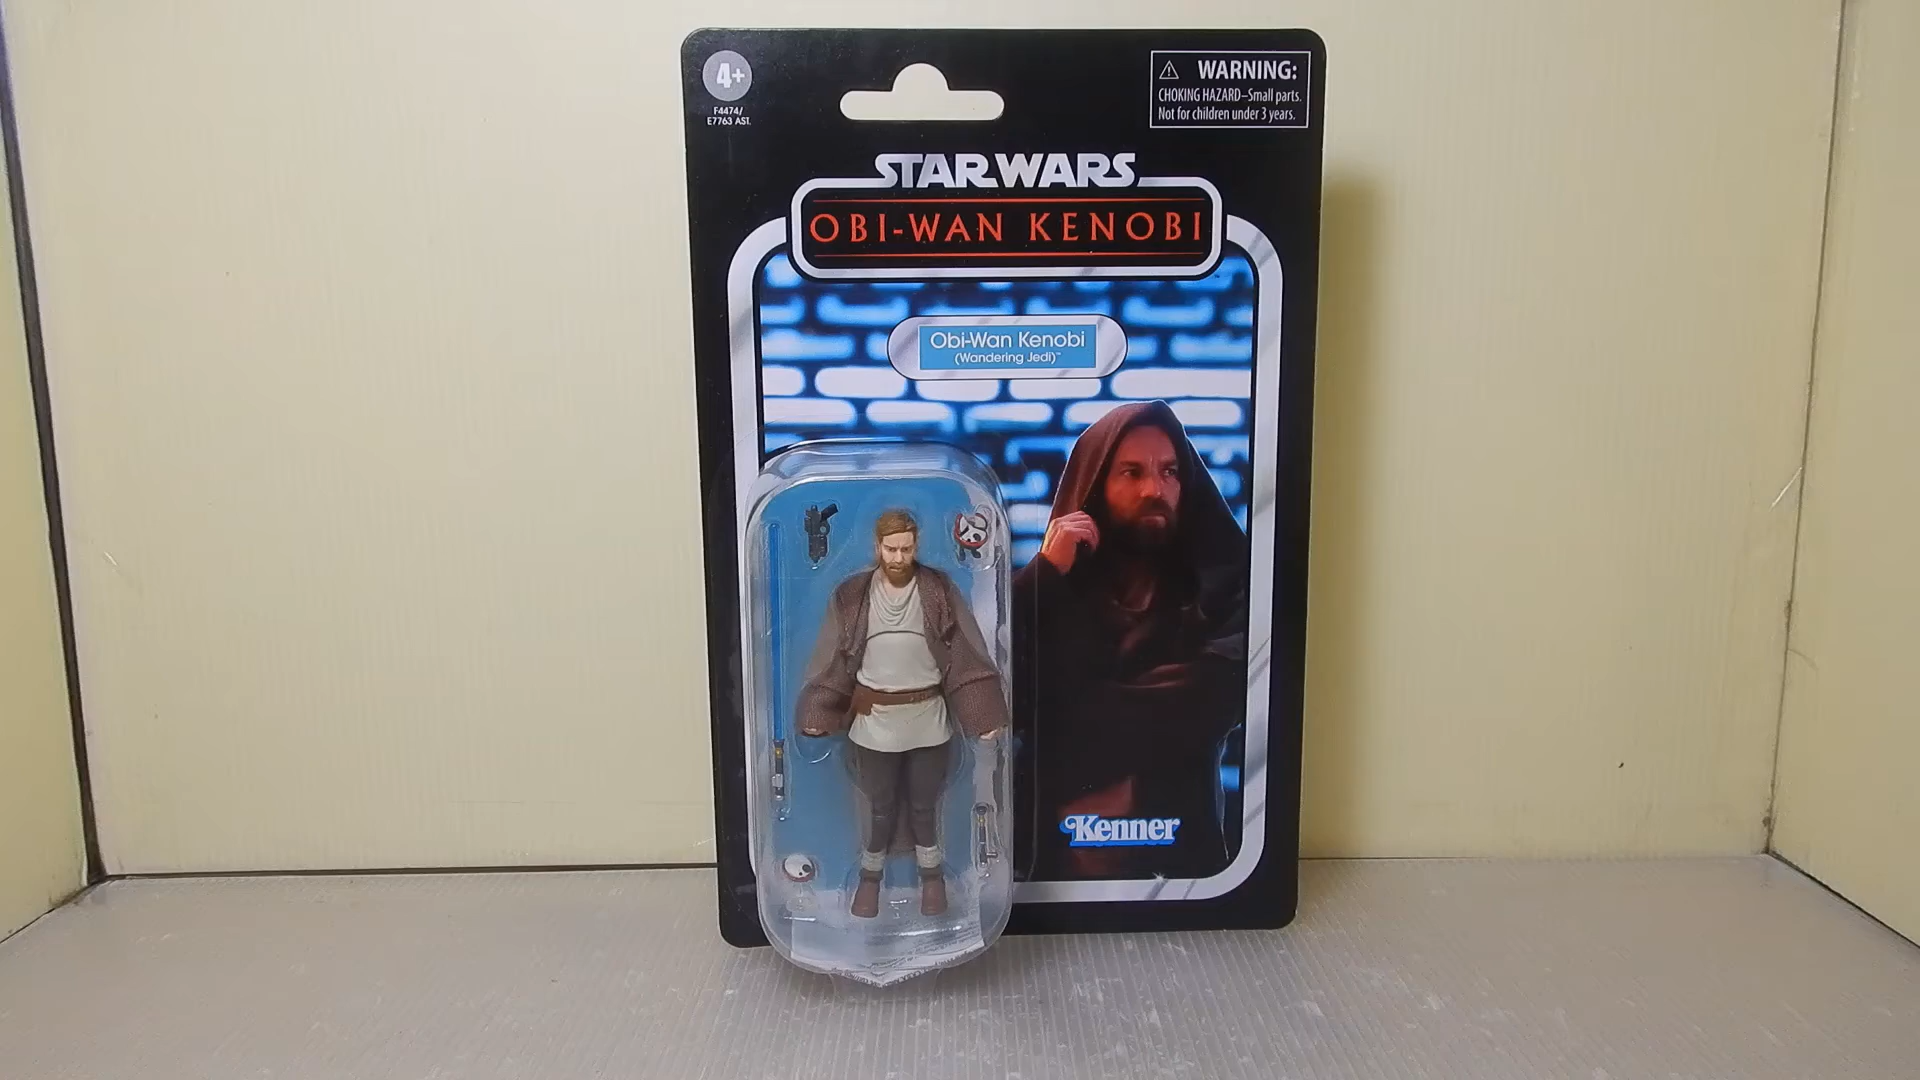 4+
F4474/
E7763 AST.
WARNING:
CHOKING HAZARD–Small parts.
Not for children under 3 years.
STAR WARS
OBI-WAN KENOBI
Obi-Wan Kenobi
(Wandering Jedi)™
Kenner